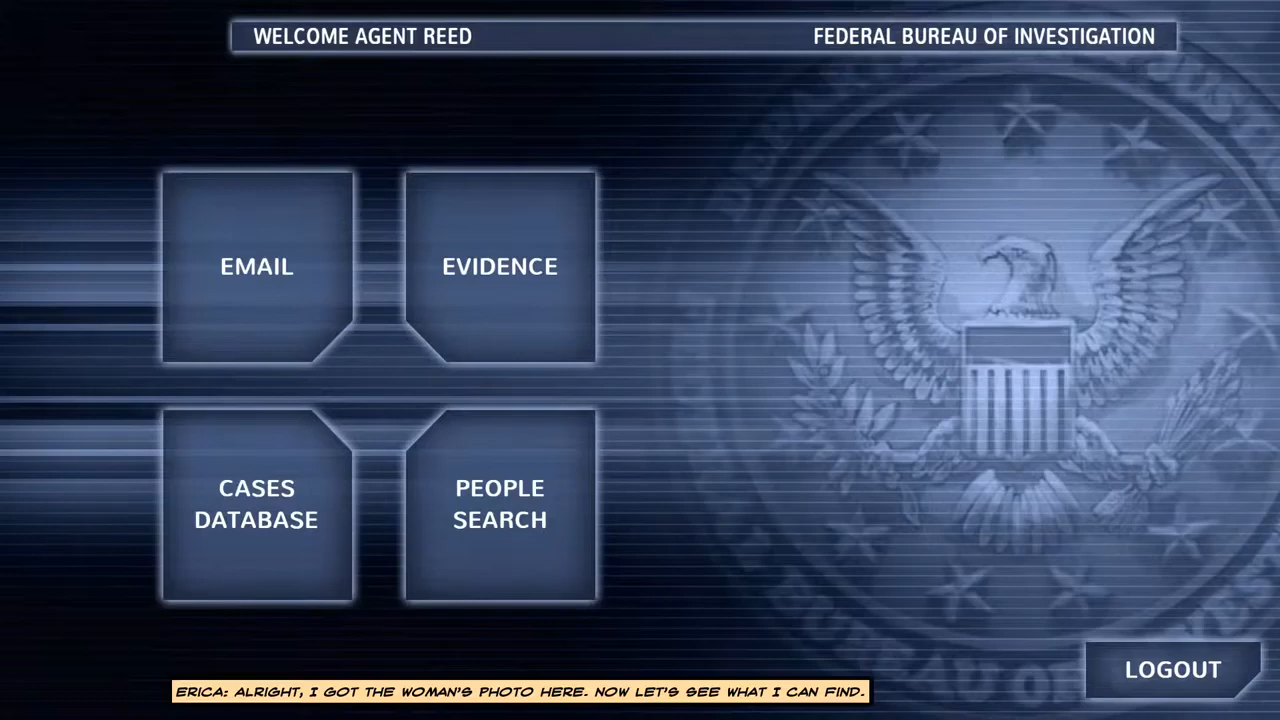 WELCOME AGENT REED
FEDERAL BUREAU OF INVESTIGATION
EMAIL
EVIDENCE
CASES
DATABASE
PEOPLE
SEARCH
LOGOUT
ERICA: ALRIGHT, I GOT THE WOMAN'S PHOTO HERE. NOW LET'S SEE WHAT I CAN FIND.